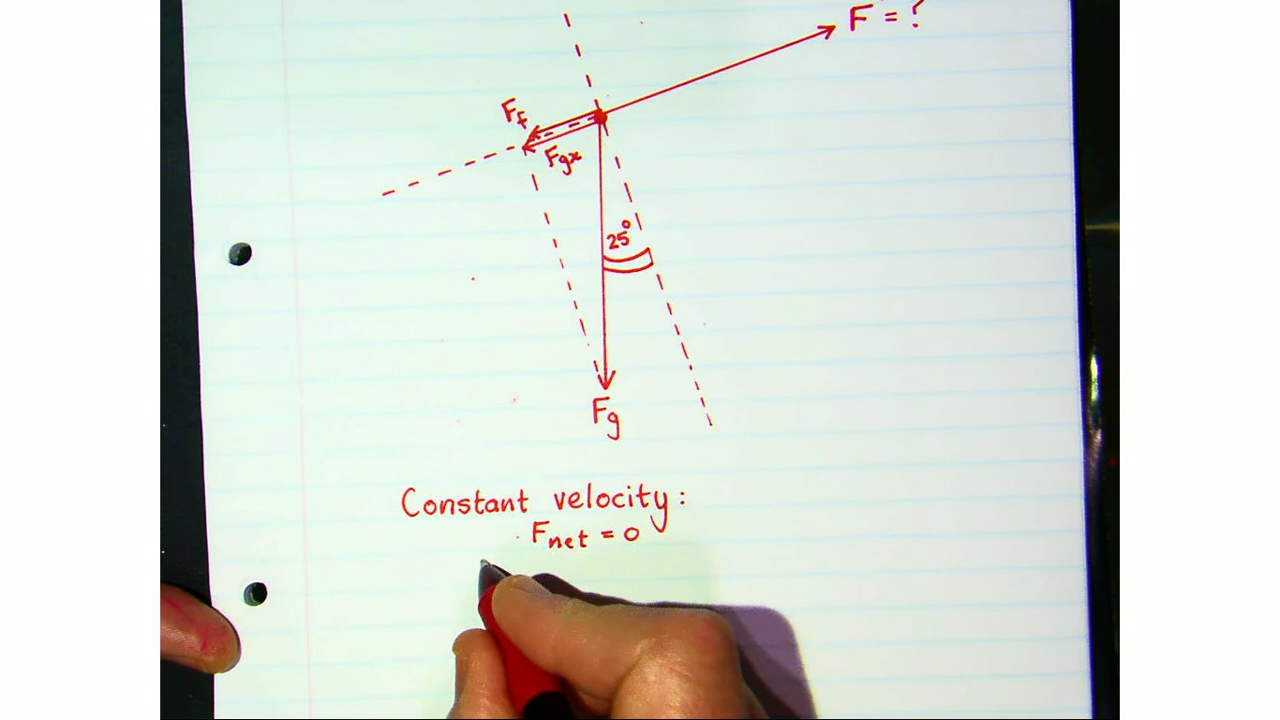 F = ?
Ff
Fgx
25°
Fg
Constant velocity:
Fnet = 0